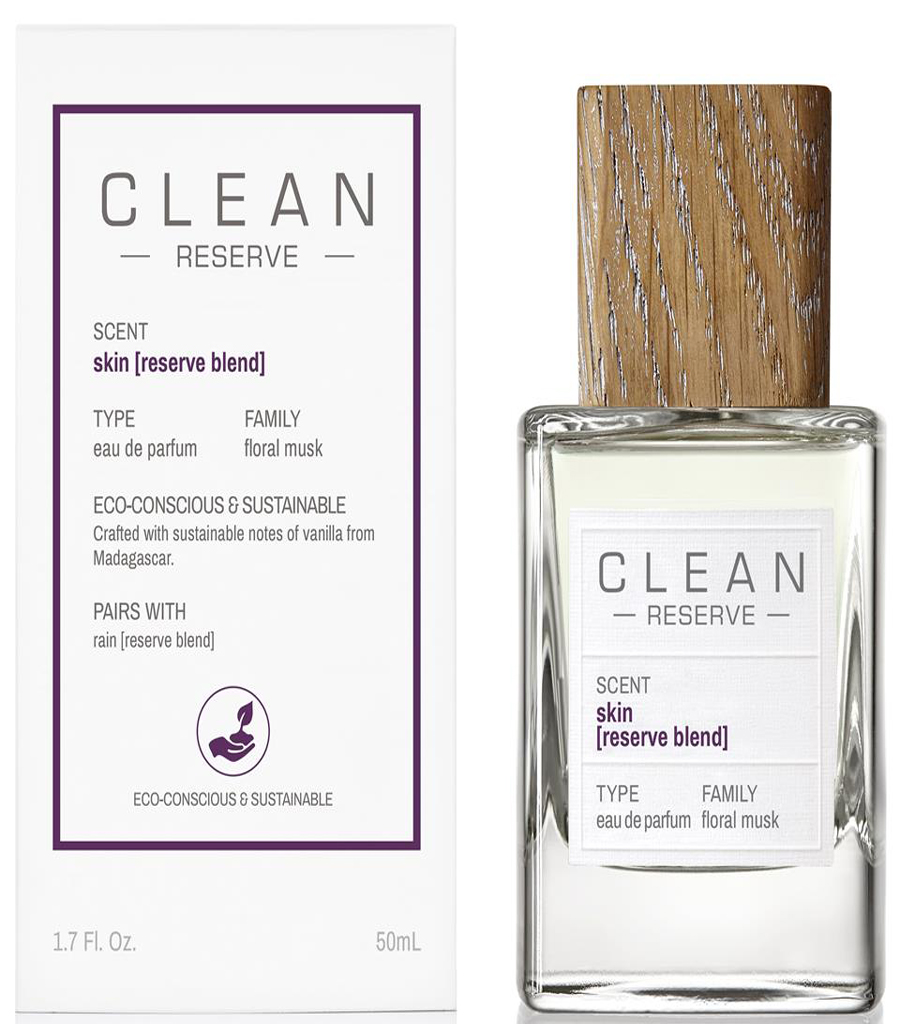 CLEAN
— RESERVE —
SCENT
skin [reserve blend]
TYPE FAMILY
eau de parfum floral musk
ECO-CONSCIOUS & SUSTAINABLE
Crafted with sustainable notes of vanilla from
Madagascar.
PAIRS WITH
rain [reserve blend]
ECO-CONSCIOUS & SUSTAINABLE
1.7 Fl. Oz. 50mL
CLEAN
— RESERVE —
SCENT
skin
[reserve blend]
TYPE FAMILY
eau de parfum floral musk